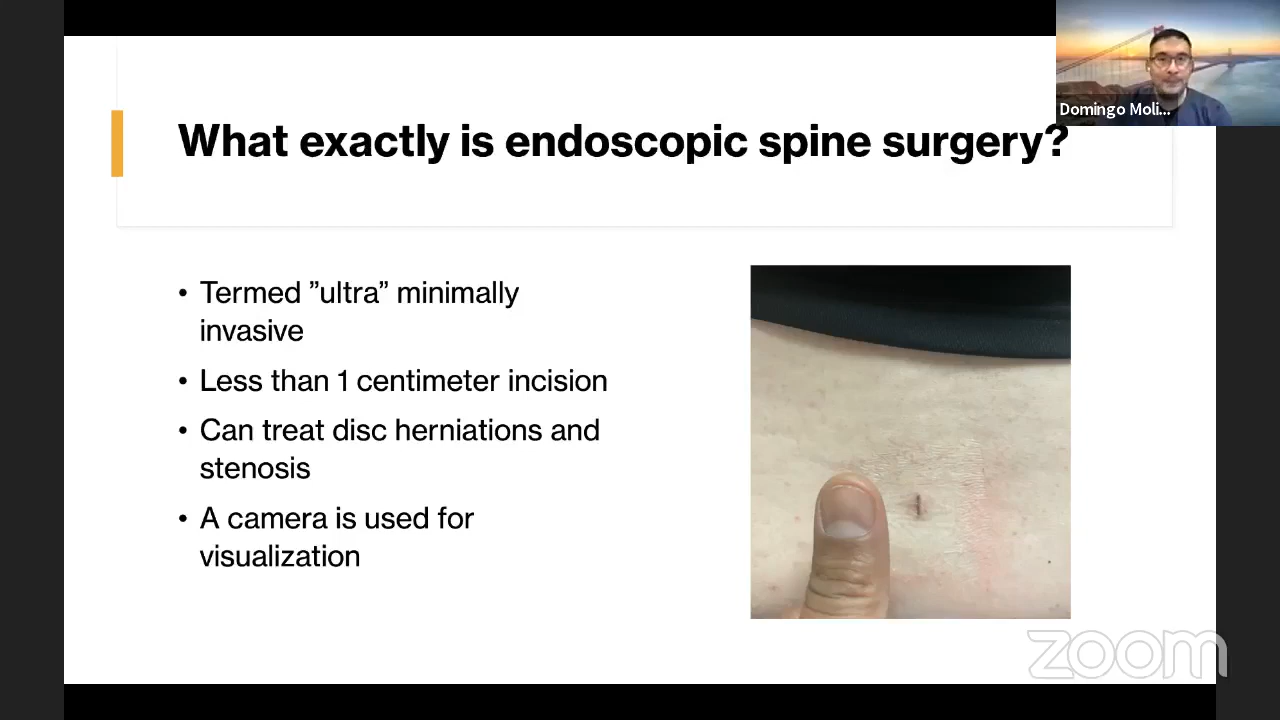 Domingo Moli...
What exactly is endoscopic spine surgery?
• Termed ”ultra” minimally
invasive
• Less than 1 centimeter incision
• Can treat disc herniations and
stenosis
• A camera is used for
visualization
zoom